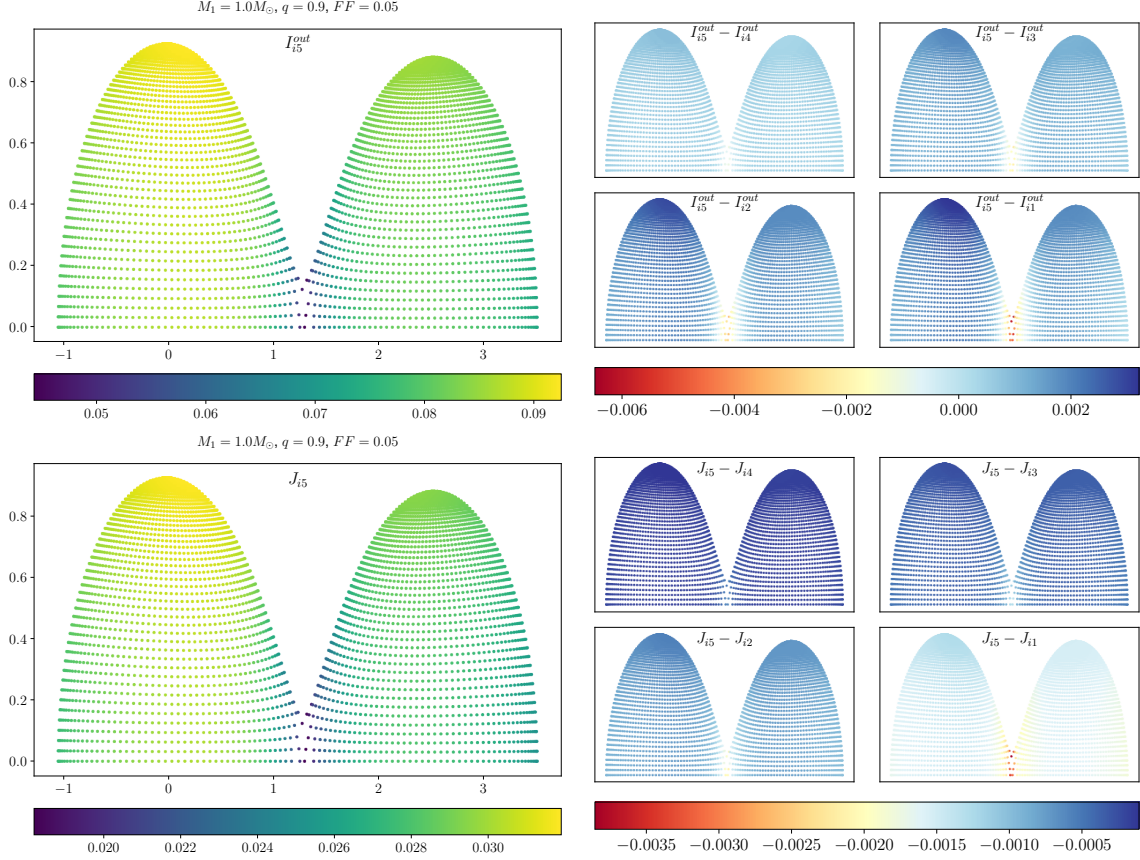 M₁ = 1.0M⊙, q = 0.9, FF = 0.05
I_{i5}^{out}
0.8
0.6
0.4
0.2
0.0
−1 0 1 2 3
0.05 0.06 0.07 0.08 0.09
I_{i5}^{out} − I_{i4}^{out}
I_{i5}^{out} − I_{i3}^{out}
I_{i5}^{out} − I_{i2}^{out}
I_{i5}^{out} − I_{i1}^{out}
−0.006 −0.004 −0.002 0.000 0.002
M₁ = 1.0M⊙, q = 0.9, FF = 0.05
J_{i5}
0.8
0.6
0.4
0.2
0.0
−1 0 1 2 3
0.020 0.022 0.024 0.026 0.028 0.030
J_{i5} − J_{i4}
J_{i5} − J_{i3}
J_{i5} − J_{i2}
J_{i5} − J_{i1}
−0.0035 −0.0030 −0.0025 −0.0020 −0.0015 −0.0010 −0.0005